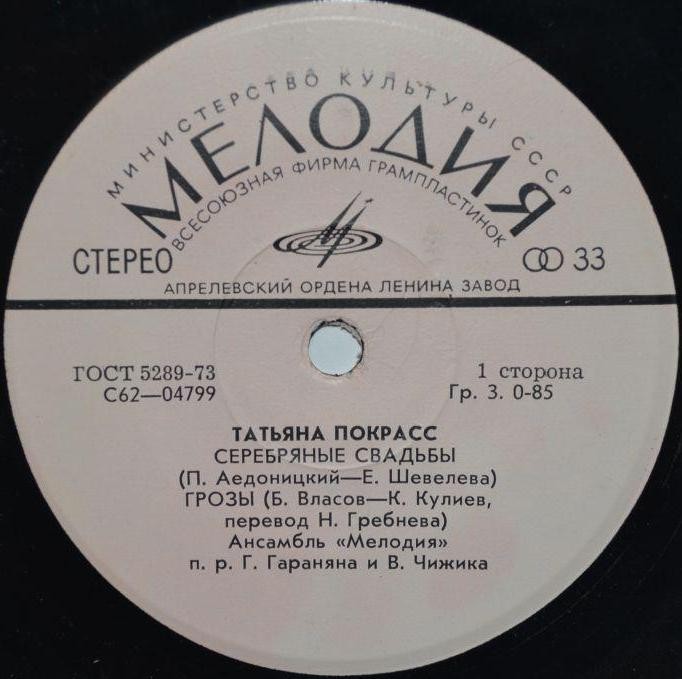 МИНИСТЕРСТВО КУЛЬТУРЫ СССР
МЕЛОДИЯ
ВСЕСОЮЗНАЯ ФИРМА ГРАМПЛАСТИНОК
СТЕРЕО 33
АПРЕЛЕВСКИЙ ОРДЕНА ЛЕНИНА ЗАВОД
ГОСТ 5289-73 1 сторона
С62—04799 Гр. 3. 0-85
ТАТЬЯНА ПОКРАСС
СЕРЕБРЯНЫЕ СВАДЬБЫ
(П. Аедоницкий—Е. Шевелева)
ГРОЗЫ (Б. Власов—К. Кулиев,
перевод Н. Гребнева)
Ансамбль «Мелодия»
п. р. Г. Гараняна и В. Чижика